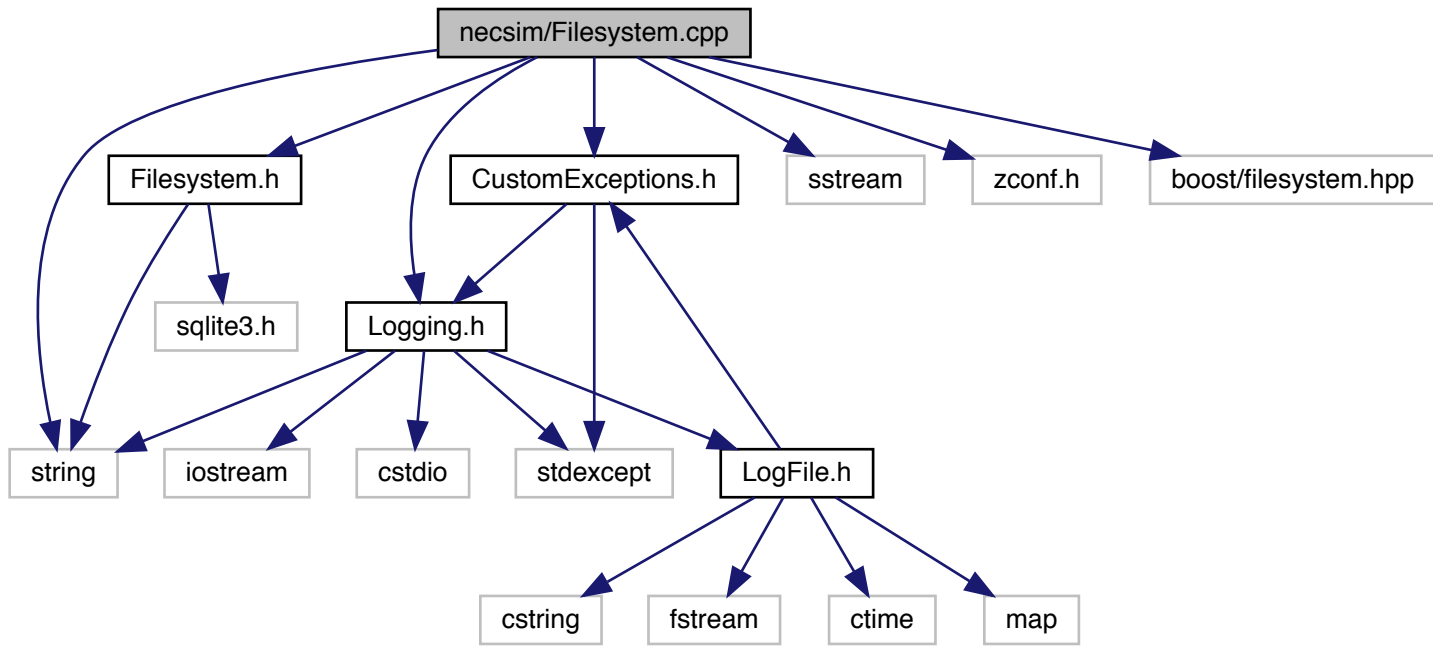 necsim/Filesystem.cpp
Filesystem.h
CustomExceptions.h
sstream
zconf.h
boost/filesystem.hpp
sqlite3.h
Logging.h
string
iostream
cstdio
stdexcept
LogFile.h
cstring
fstream
ctime
map